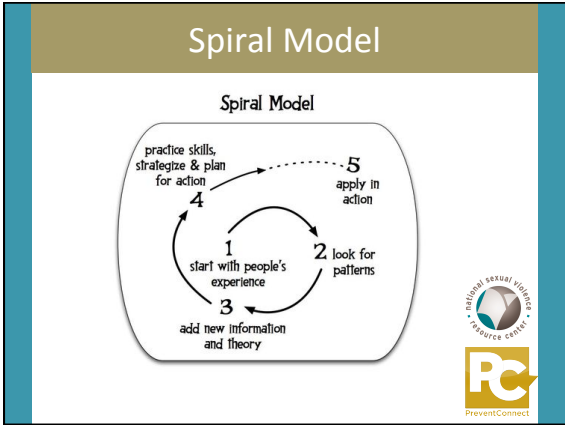 Spiral Model
Spiral Model
practice skills,
strategize & plan
for action
4
5
apply in
action
1
start with people's
experience
2 look for
patterns
3
add new information
and theory
national sexual violence
resource center
PC
PreventConnect